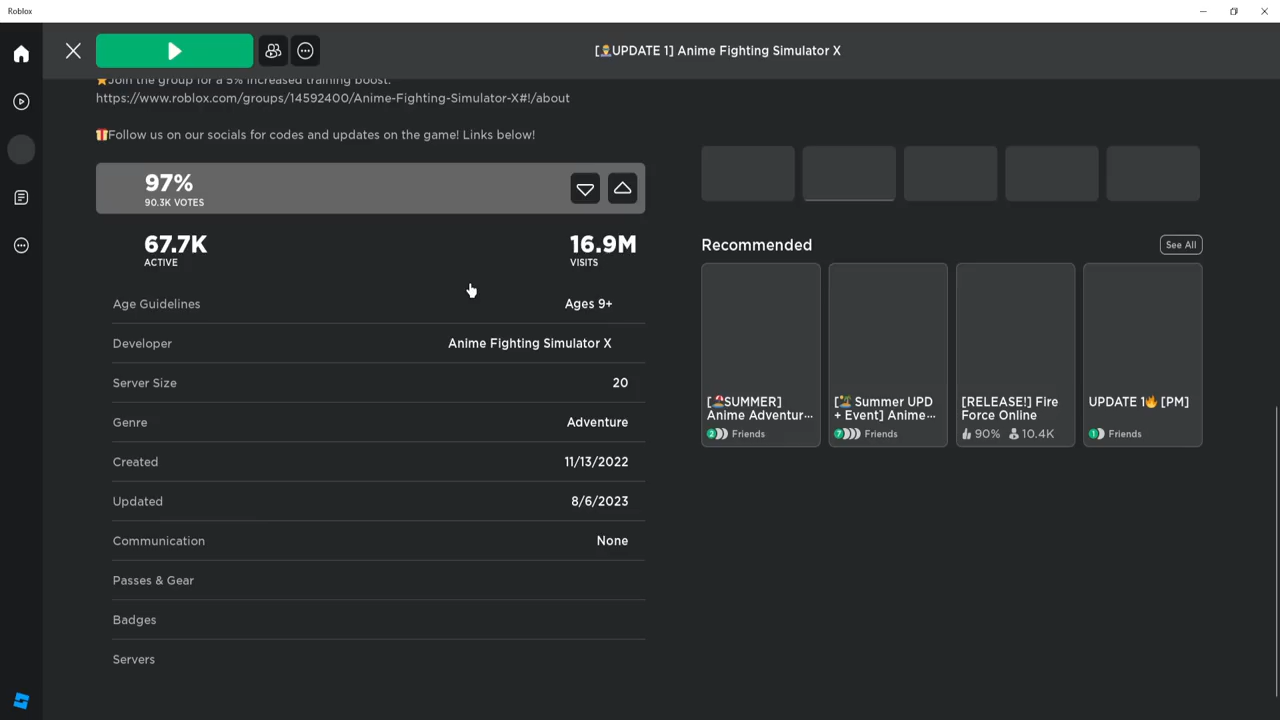 Roblox
[👨‍🍳UPDATE 1] Anime Fighting Simulator X
⭐Join the group for a 5% increased training boost.
https://www.roblox.com/groups/14592400/Anime-Fighting-Simulator-X#!/about
🎁Follow us on our socials for codes and updates on the game! Links below!
97%
90.3K VOTES
67.7K
ACTIVE
16.9M
VISITS
Age Guidelines Ages 9+
Developer Anime Fighting Simulator X
Server Size 20
Genre Adventure
Created 11/13/2022
Updated 8/6/2023
Communication None
Passes & Gear
Badges
Servers
Recommended
See All
[🏖️SUMMER]
Anime Adventur...
2 Friends
[🏝️ Summer UPD
+ Event] Anime...
7 Friends
[RELEASE!] Fire
Force Online
90% 10.4K
UPDATE 1🔥 [PM]
1 Friends